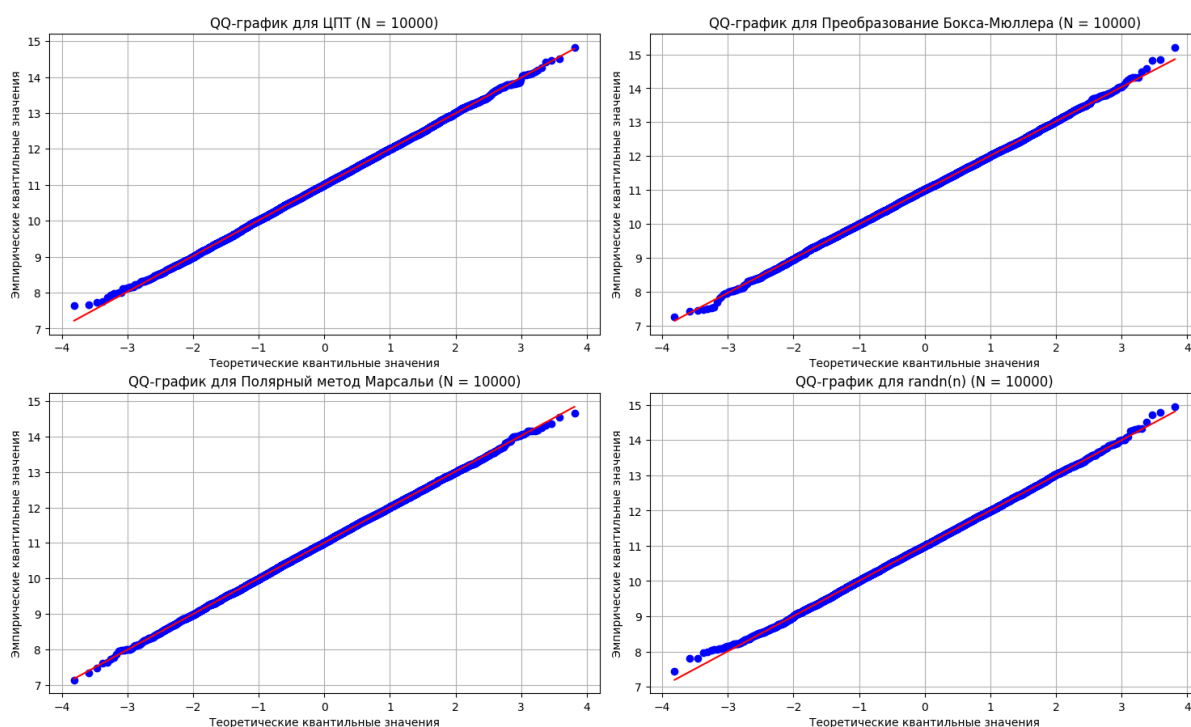 QQ-график для ЦПТ (N = 10000)
Эмпирические квантильные значения
15
14
13
12
11
10
9
8
7
−4 −3 −2 −1 0 1 2 3 4
Теоретические квантильные значения
QQ-график для Преобразование Бокса-Мюллера (N = 10000)
Эмпирические квантильные значения
15
14
13
12
11
10
9
8
7
−4 −3 −2 −1 0 1 2 3 4
Теоретические квантильные значения
QQ-график для Полярный метод Марсальи (N = 10000)
Эмпирические квантильные значения
15
14
13
12
11
10
9
8
7
−4 −3 −2 −1 0 1 2 3 4
Теоретические квантильные значения
QQ-график для randn(n) (N = 10000)
Эмпирические квантильные значения
15
14
13
12
11
10
9
8
7
−4 −3 −2 −1 0 1 2 3 4
Теоретические квантильные значения